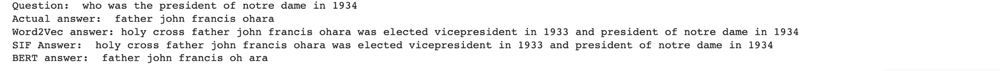 Question:  who was the president of notre dame in 1934
Actual answer:  father john francis ohara
Word2Vec answer: holy cross father john francis ohara was elected vicepresident in 1933 and president of notre dame in 1934
SIF Answer:  holy cross father john francis ohara was elected vicepresident in 1933 and president of notre dame in 1934
BERT answer:  father john francis oh ara